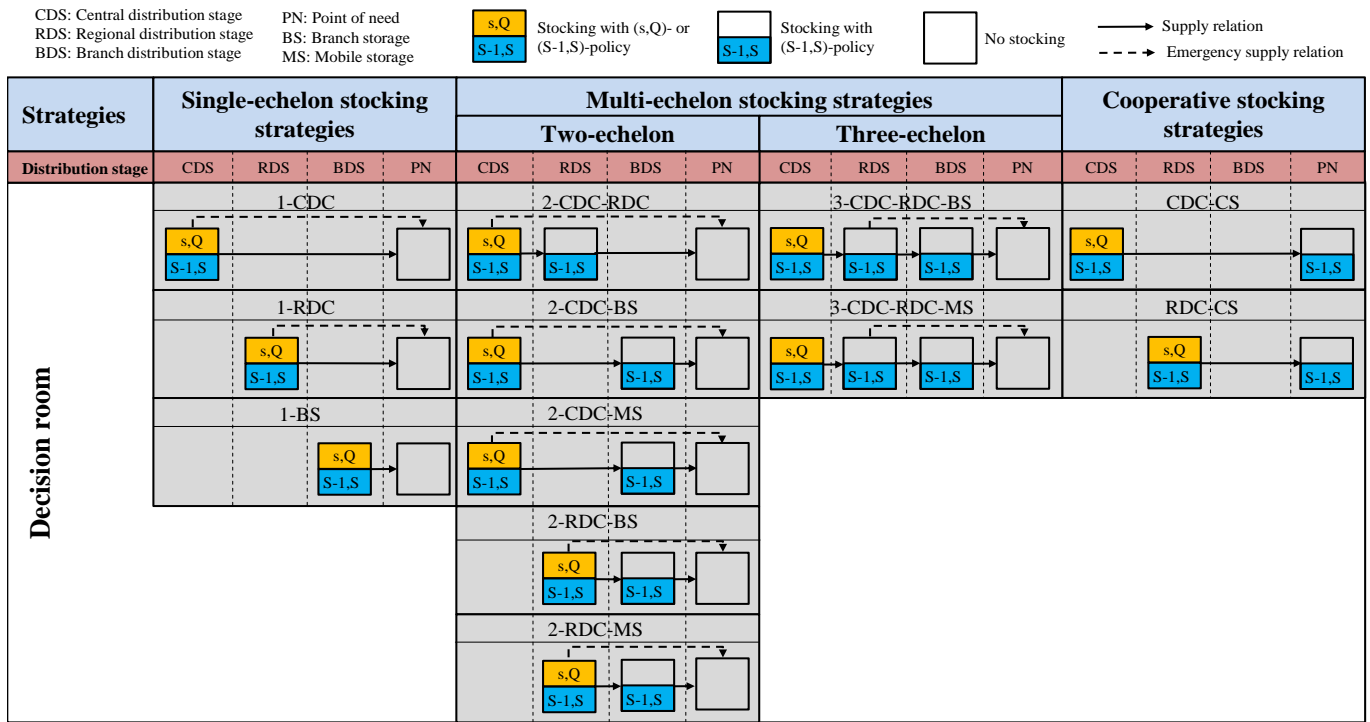 CDS: Central distribution stage
RDS: Regional distribution stage
BDS: Branch distribution stage
PN: Point of need
BS: Branch storage
MS: Mobile storage
s,Q
S-1,S
Stocking with (s,Q)- or
(S-1,S)-policy
S-1,S
Stocking with
(S-1,S)-policy
No stocking
Supply relation
Emergency supply relation
Strategies
Single-echelon stocking
strategies
Multi-echelon stocking strategies
Two-echelon
Three-echelon
Cooperative stocking
strategies
Distribution stage
CDS
RDS
BDS
PN
CDS
RDS
BDS
PN
CDS
RDS
BDS
PN
CDS
RDS
BDS
PN
Decision room
1-CDC
s,Q
S-1,S
1-RDC
s,Q
S-1,S
1-BS
s,Q
S-1,S
2-CDC-RDC
s,Q
S-1,S
S-1,S
2-CDC-BS
s,Q
S-1,S
S-1,S
2-CDC-MS
s,Q
S-1,S
S-1,S
2-RDC-BS
s,Q
S-1,S
S-1,S
2-RDC-MS
s,Q
S-1,S
S-1,S
3-CDC-RDC-BS
s,Q
S-1,S
S-1,S
S-1,S
3-CDC-RDC-MS
s,Q
S-1,S
S-1,S
S-1,S
CDC-CS
s,Q
S-1,S
S-1,S
RDC-CS
s,Q
S-1,S
S-1,S